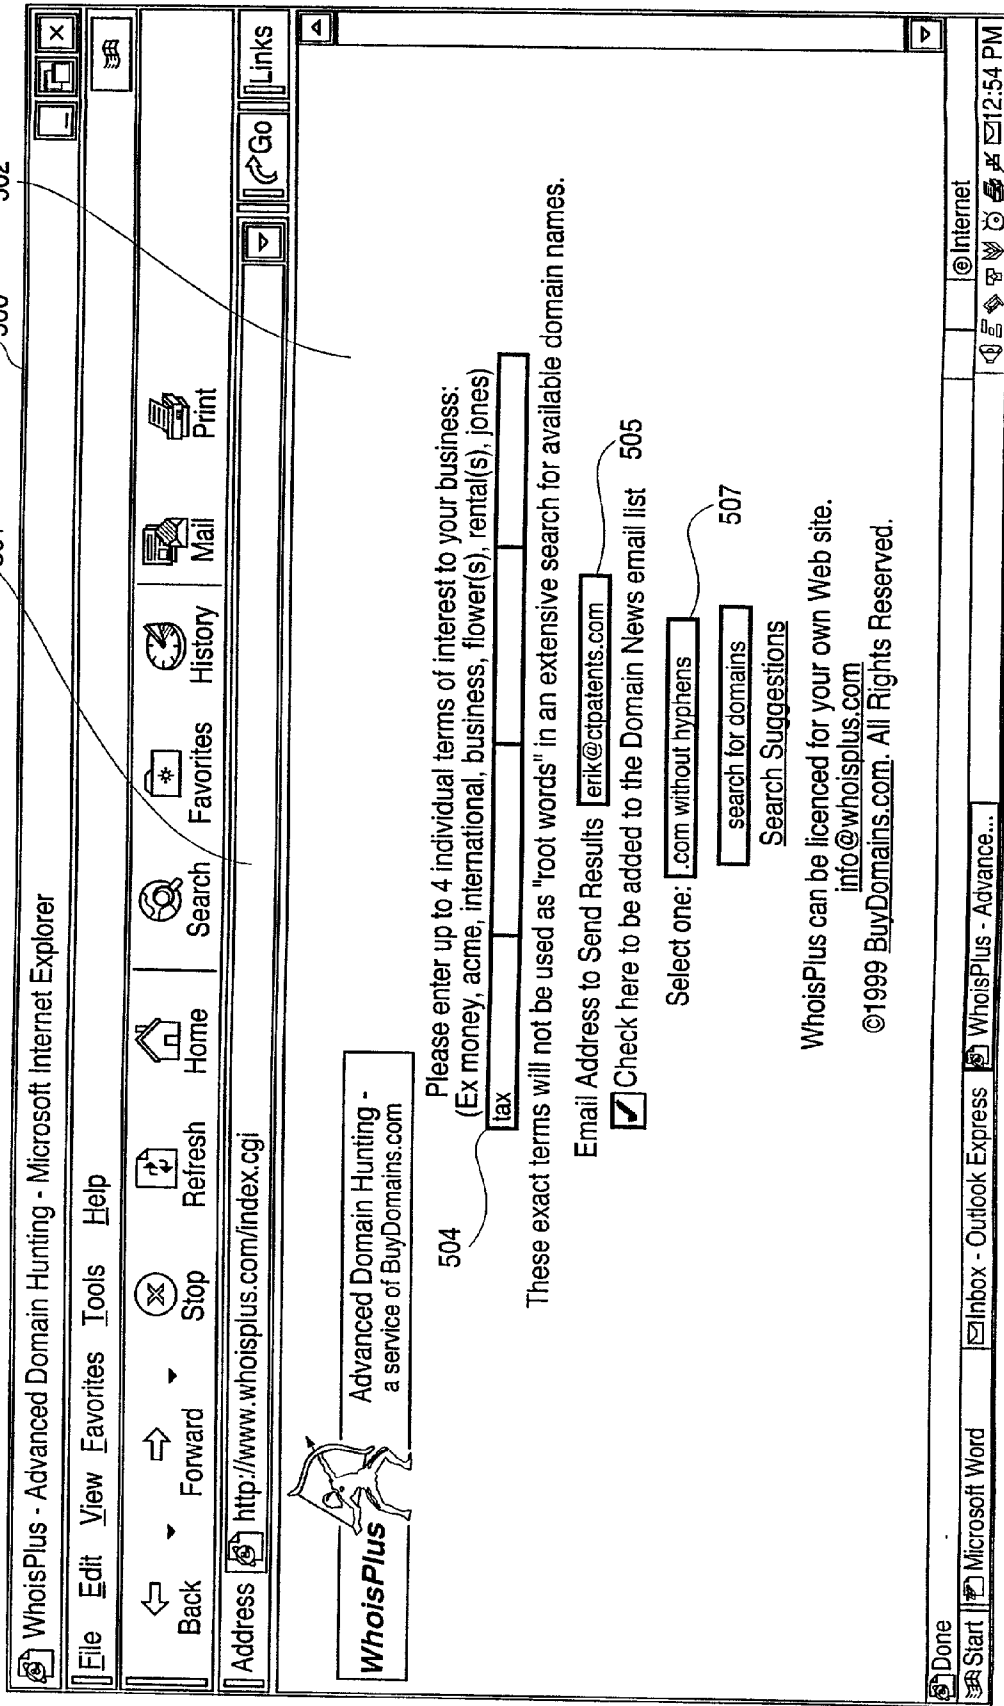 502
WhoisPlus - Advanced Domain Hunting - Microsoft Internet Explorer
File Edit View Favorites Tools Help
Back Forward Stop Refresh Home Search Favorites History Mail Print
Address http://www.whoisplus.com/index.cgi Go Links
WhoisPlus
Advanced Domain Hunting -
a service of BuyDomains.com
504
Please enter up to 4 individual terms of interest to your business:
(Ex money, acme, international, business, flower(s), rental(s), jones)
tax
These exact terms will not be used as "root words" in an extensive search for available domain names.
Email Address to Send Results erik@ctpatents.com 505
✓ Check here to be added to the Domain News email list
Select one: .com without hyphens 507
search for domains
Search Suggestions
WhoisPlus can be licenced for your own Web site.
info@whoisplus.com
©1999 BuyDomains.com. All Rights Reserved.
Done Internet
Start Microsoft Word Inbox - Outlook Express WhoisPlus - Advance... 12:54 PM